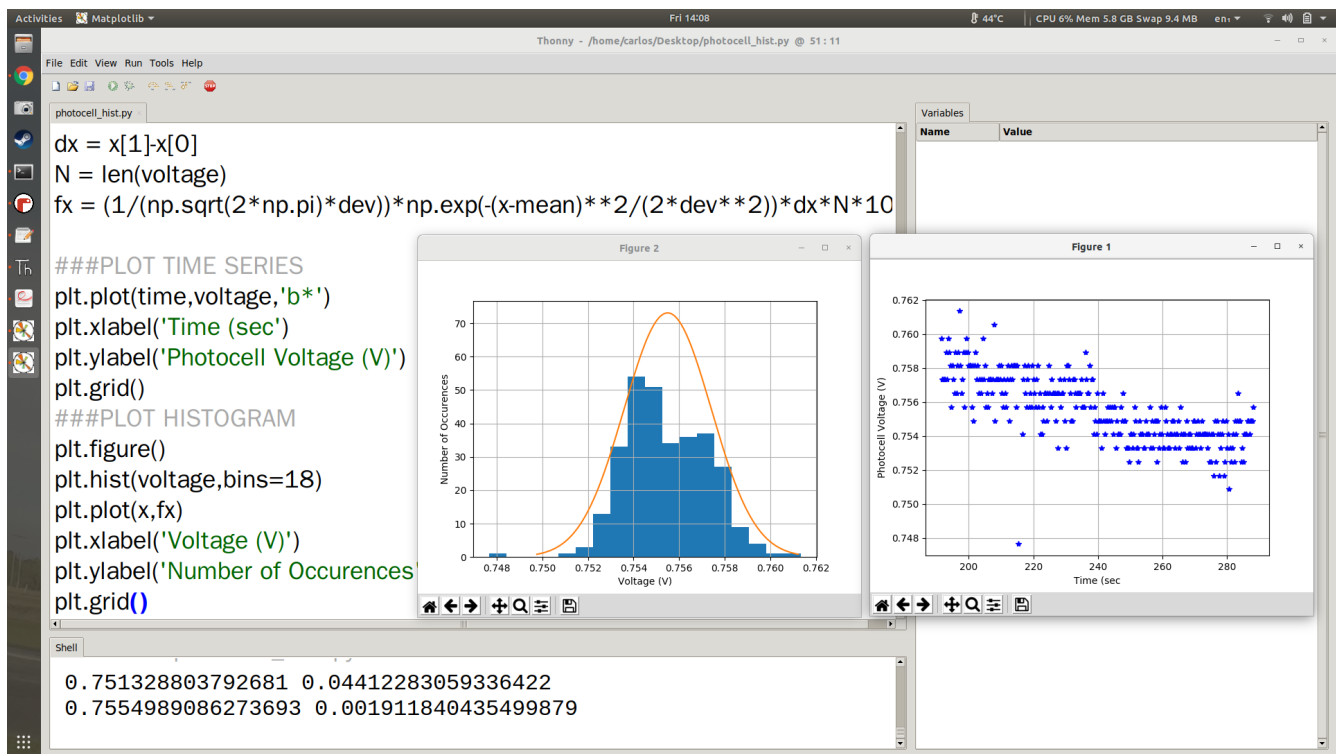 Activities Matplotlib Fri 14:08 44°C CPU 6% Mem 5.8 GB Swap 9.4 MB en₁
Thonny - /home/carlos/Desktop/photocell_hist.py @ 51 : 11
File Edit View Run Tools Help
photocell_hist.py
dx = x[1]-x[0]
N = len(voltage)
fx = (1/(np.sqrt(2*np.pi)*dev))*np.exp(-(x-mean)**2/(2*dev**2))*dx*N*10
###PLOT TIME SERIES
plt.plot(time,voltage,'b*')
plt.xlabel('Time (sec')
plt.ylabel('Photocell Voltage (V)')
plt.grid()
###PLOT HISTOGRAM
plt.figure()
plt.hist(voltage,bins=18)
plt.plot(x,fx)
plt.xlabel('Voltage (V)')
plt.ylabel('Number of Occurences'
plt.grid()
Figure 2
Number of Occurences
70
60
50
40
30
20
10
0
0.748 0.750 0.752 0.754 0.756 0.758 0.760 0.762
Voltage (V)
Figure 1
Photocell Voltage (V)
0.762
0.760
0.758
0.756
0.754
0.752
0.750
0.748
200 220 240 260 280
Time (sec
Variables
Name Value
Shell
0.751328803792681 0.04412283059336422
0.7554989086273693 0.001911840435499879
Th